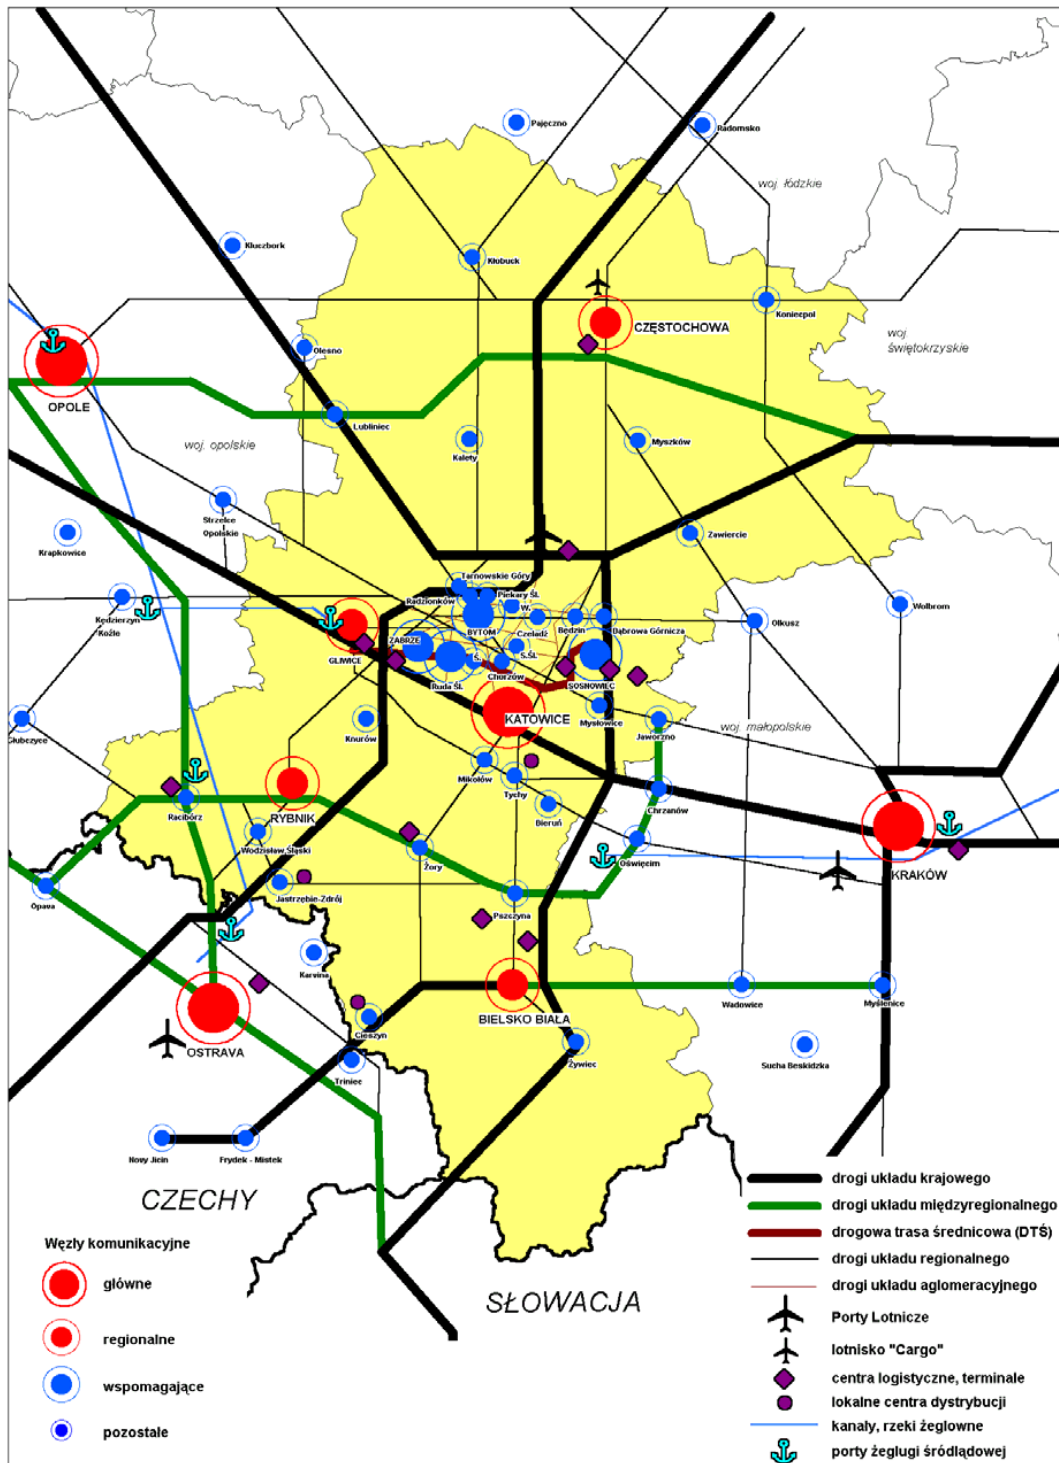 Pajęczno
Radomsko
woj. łódzkie
Kluczbork
Kłobuck
Koniecpol
CZĘSTOCHOWA
woj.
świętokrzyskie
Olesno
OPOLE
Lubliniec
woj. opolskie
Kalety
Myszków
Strzelce
Opolskie
Krapkowice
Zawiercie
Tarnowskie Góry
Radzionków
Piekary Śl.
W.
Kędzierzyn
Koźle
Wolbrom
Olkusz
BYTOM
Czeladź
Będzin
Dąbrowa Górnicza
ZABRZE
GLIWICE
Ś.
S.Śl.
Chorzów
Ruda Śl.
SOSNOWIEC
KATOWICE
Mysłowice
Jaworzno
woj. małopolskie
Głubczyce
Knurów
Mikołów
Tychy
Bieruń
Chrzanów
Racibórz
RYBNIK
Wodzisław Śląski
Żory
Oświęcim
KRAKÓW
Opava
Jastrzębie-Zdrój
Pszczyna
Karvina
Wadowice
Myślenice
BIELSKO BIAŁA
Cieszyn
OSTRAVA
Triniec
Żywiec
Sucha Beskidzka
Novy Jicin
Frydek - Mistek
CZECHY
SŁOWACJA
Węzły komunikacyjne
główne
regionalne
wspomagające
pozostałe
drogi układu krajowego
drogi układu międzyregionalnego
drogowa trasa średnicowa (DTŚ)
drogi układu regionalnego
drogi układu aglomeracyjnego
Porty Lotnicze
lotnisko "Cargo"
centra logistyczne, terminale
lokalne centra dystrybucji
kanały, rzeki żeglowne
porty żeglugi śródlądowej